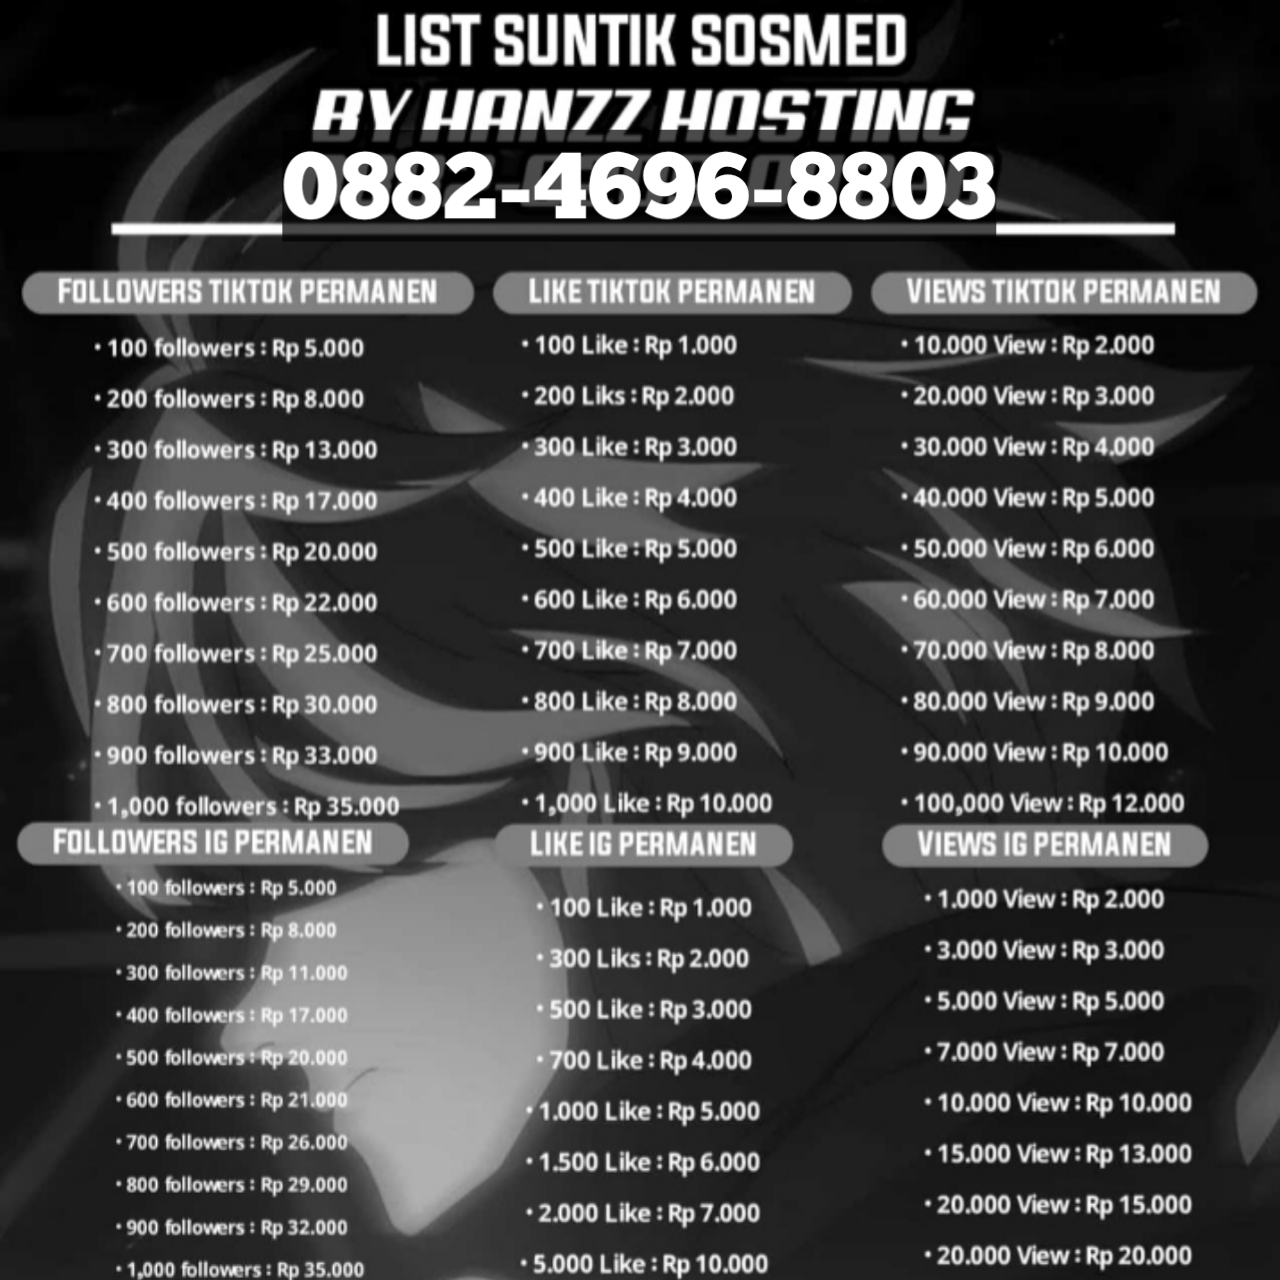 LIST SUNTIK SOSMED
BY HANZZ HOSTING
0882-4696-8803
FOLLOWERS TIKTOK PERMANEN
• 100 followers : Rp 5.000
• 200 followers : Rp 8.000
• 300 followers : Rp 13.000
• 400 followers : Rp 17.000
• 500 followers : Rp 20.000
• 600 followers : Rp 22.000
• 700 followers : Rp 25.000
• 800 followers : Rp 30.000
• 900 followers : Rp 33.000
• 1,000 followers : Rp 35.000
LIKE TIKTOK PERMANEN
• 100 Like : Rp 1.000
• 200 Liks : Rp 2.000
• 300 Like : Rp 3.000
• 400 Like : Rp 4.000
• 500 Like : Rp 5.000
• 600 Like : Rp 6.000
• 700 Like : Rp 7.000
• 800 Like : Rp 8.000
• 900 Like : Rp 9.000
• 1,000 Like : Rp 10.000
VIEWS TIKTOK PERMANEN
• 10.000 View : Rp 2.000
• 20.000 View : Rp 3.000
• 30.000 View : Rp 4.000
• 40.000 View : Rp 5.000
• 50.000 View : Rp 6.000
• 60.000 View : Rp 7.000
• 70.000 View : Rp 8.000
• 80.000 View : Rp 9.000
• 90.000 View : Rp 10.000
• 100,000 View : Rp 12.000
FOLLOWERS IG PERMANEN
• 100 followers : Rp 5.000
• 200 followers : Rp 8.000
• 300 followers : Rp 11.000
• 400 followers : Rp 17.000
• 500 followers : Rp 20.000
• 600 followers : Rp 21.000
• 700 followers : Rp 26.000
• 800 followers : Rp 29.000
• 900 followers : Rp 32.000
• 1,000 followers : Rp 35.000
LIKE IG PERMANEN
• 100 Like : Rp 1.000
• 300 Liks : Rp 2.000
• 500 Like : Rp 3.000
• 700 Like : Rp 4.000
• 1.000 Like : Rp 5.000
• 1.500 Like : Rp 6.000
• 2.000 Like : Rp 7.000
• 5.000 Like : Rp 10.000
VIEWS IG PERMANEN
• 1.000 View : Rp 2.000
• 3.000 View : Rp 3.000
• 5.000 View : Rp 5.000
• 7.000 View : Rp 7.000
• 10.000 View : Rp 10.000
• 15.000 View : Rp 13.000
• 20.000 View : Rp 15.000
• 20.000 View : Rp 20.000